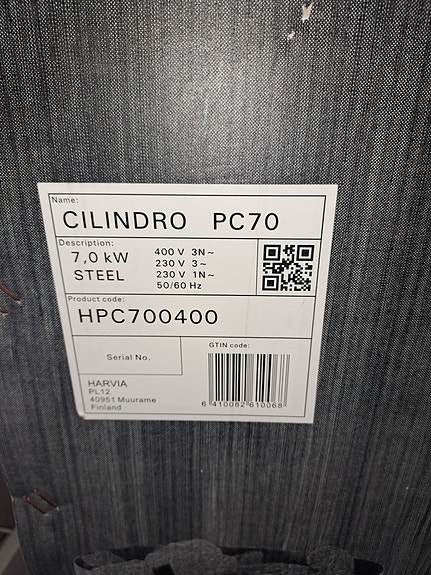 Name:
CILINDRO PC70
Description:
7,0 kW
STEEL
400 V 3N~
230 V 3~
230 V 1N~
50/60 Hz
Product code:
HPC700400
Serial No.
GTIN code:
HARVIA
PL12
40951 Muurame
Finland
6 410082 610068